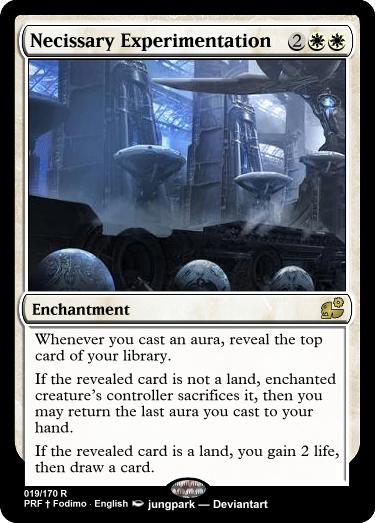 Necissary Experimentation 2
Enchantment
Whenever you cast an aura, reveal the top
card of your library.
If the revealed card is not a land, enchanted
creature's controller sacrifices it, then you
may return the last aura you cast to your
hand.
If the revealed card is a land, you gain 2 life,
then draw a card.
019/170 R
PRF † Fodimo · English jungpark — Deviantart